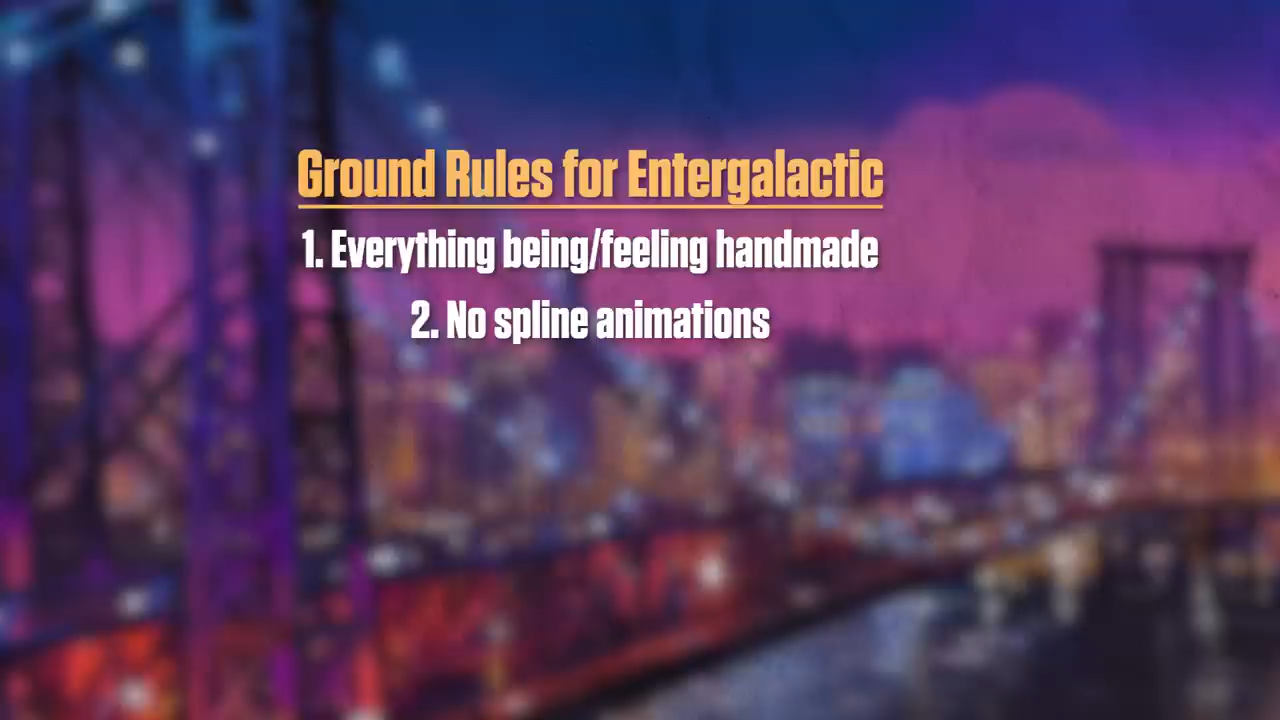 Ground Rules for Entergalactic
1. Everything being/feeling handmade
2. No spline animations